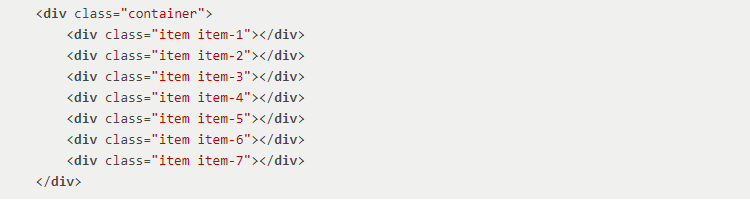 <div class="container">
    <div class="item item-1"></div>
    <div class="item item-2"></div>
    <div class="item item-3"></div>
    <div class="item item-4"></div>
    <div class="item item-5"></div>
    <div class="item item-6"></div>
    <div class="item item-7"></div>
</div>